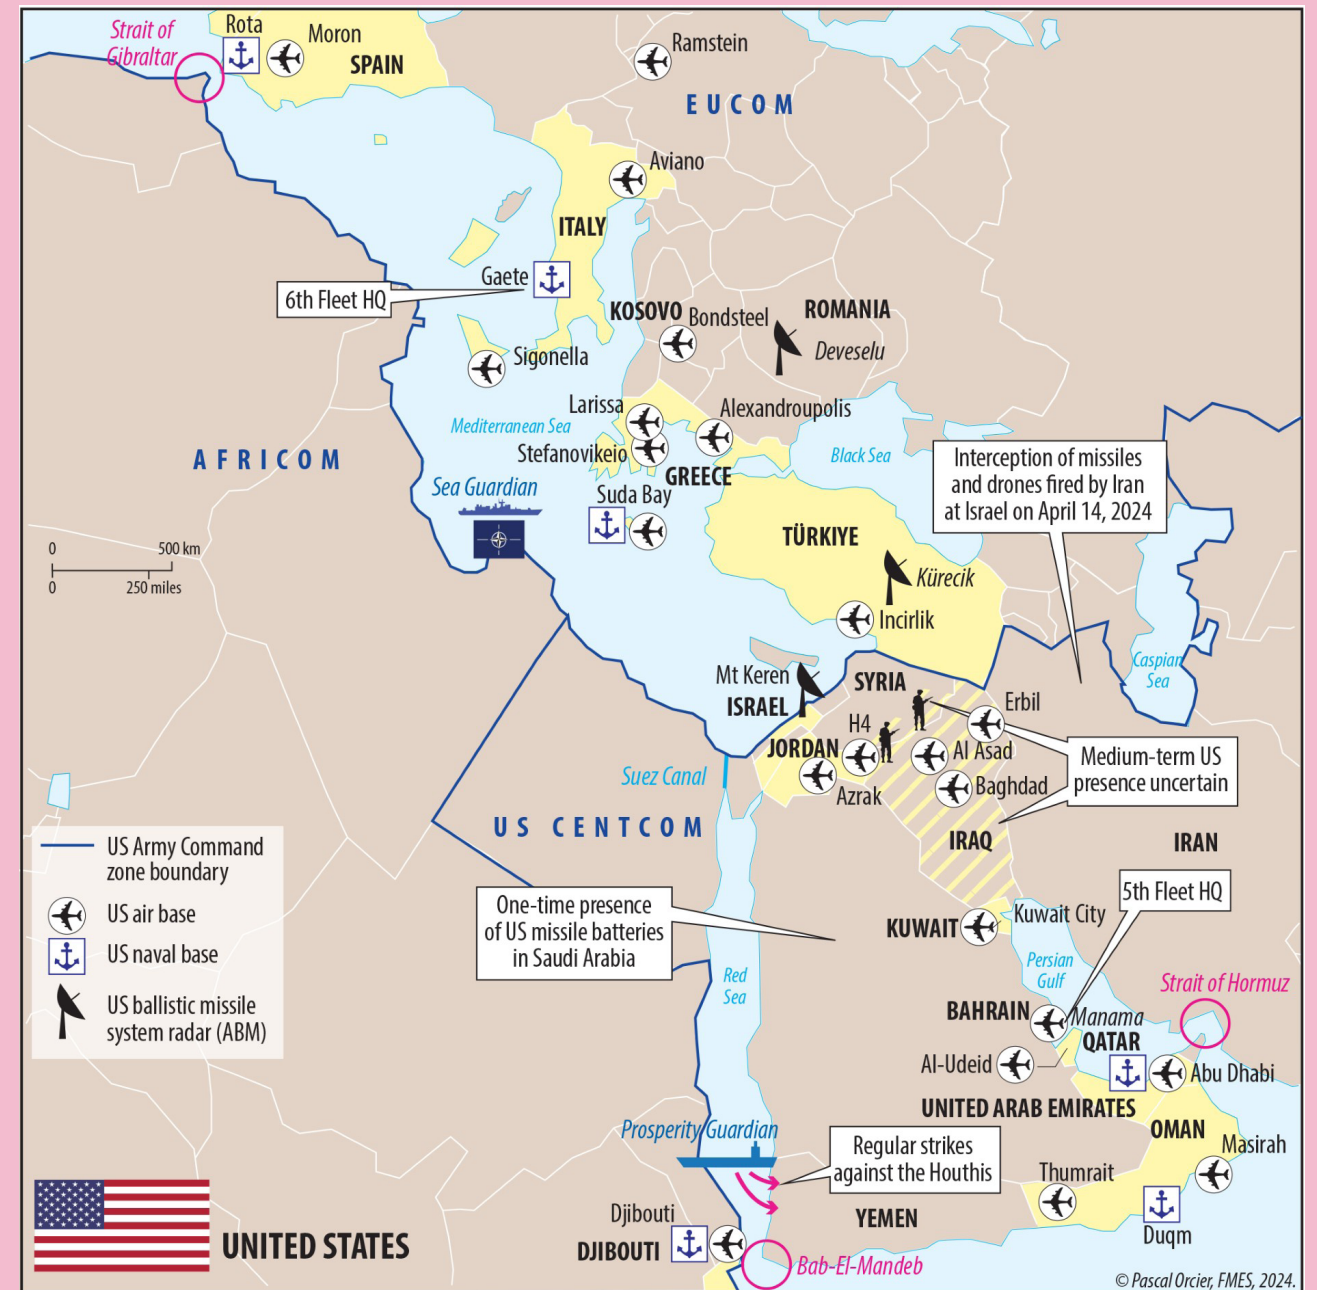 Strait of
Gibraltar
Rota
Moron
SPAIN
Ramstein
EUCOM
Aviano
ITALY
Gaete
6th Fleet HQ
KOSOVO
Bondsteel
ROMANIA
Deveselu
Sigonella
Larissa
Alexandroupolis
Mediterranean Sea
Stefanovikeio
GREECE
Black Sea
AFRICOM
Sea Guardian
Suda Bay
Interception of missiles
and drones fired by Iran
at Israel on April 14, 2024
TÜRKIYE
0
500 km
0
250 miles
Kürecik
Incirlik
Caspian
Sea
Mt Keren
ISRAEL
SYRIA
Erbil
H4
JORDAN
Al Asad
Medium-term US
presence uncertain
Suez Canal
Azrak
Baghdad
US CENTCOM
IRAQ
IRAN
US Army Command
zone boundary
US air base
US naval base
US ballistic missile
system radar (ABM)
5th Fleet HQ
One-time presence
of US missile batteries
in Saudi Arabia
KUWAIT
Kuwait City
Persian
Gulf
Red
Sea
Strait of Hormuz
BAHRAIN
Manama
QATAR
Al-Udeid
Abu Dhabi
UNITED ARAB EMIRATES
Prosperity Guardian
OMAN
Regular strikes
against the Houthis
Masirah
Thumrait
YEMEN
Djibouti
DJIBOUTI
Duqm
UNITED STATES
Bab-El-Mandeb
© Pascal Orcier, FMES, 2024.